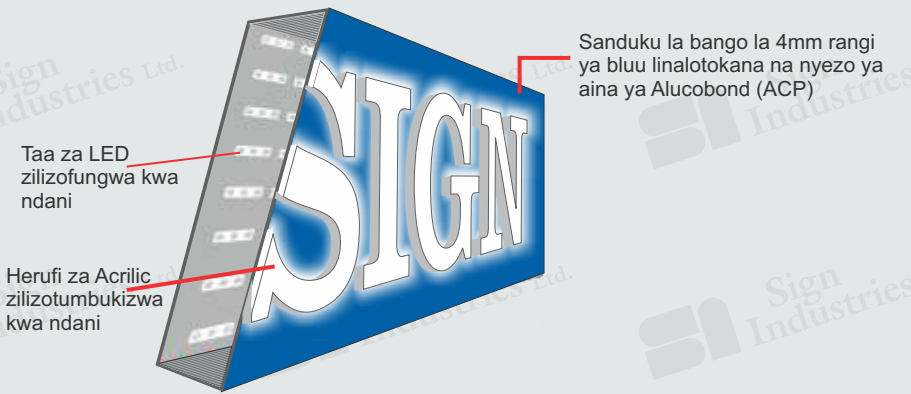 Sanduku la bango la 4mm rangi
ya bluu linalotokana na nyezo ya
aina ya Alucobond (ACP)
SIGN
Taa za LED
zilizofungwa kwa
ndani
Herufi za Acrilic
zilizotumbukizwa
kwa ndani
Sign
Industries Ltd.
Sign
Industries
Sign
Industries